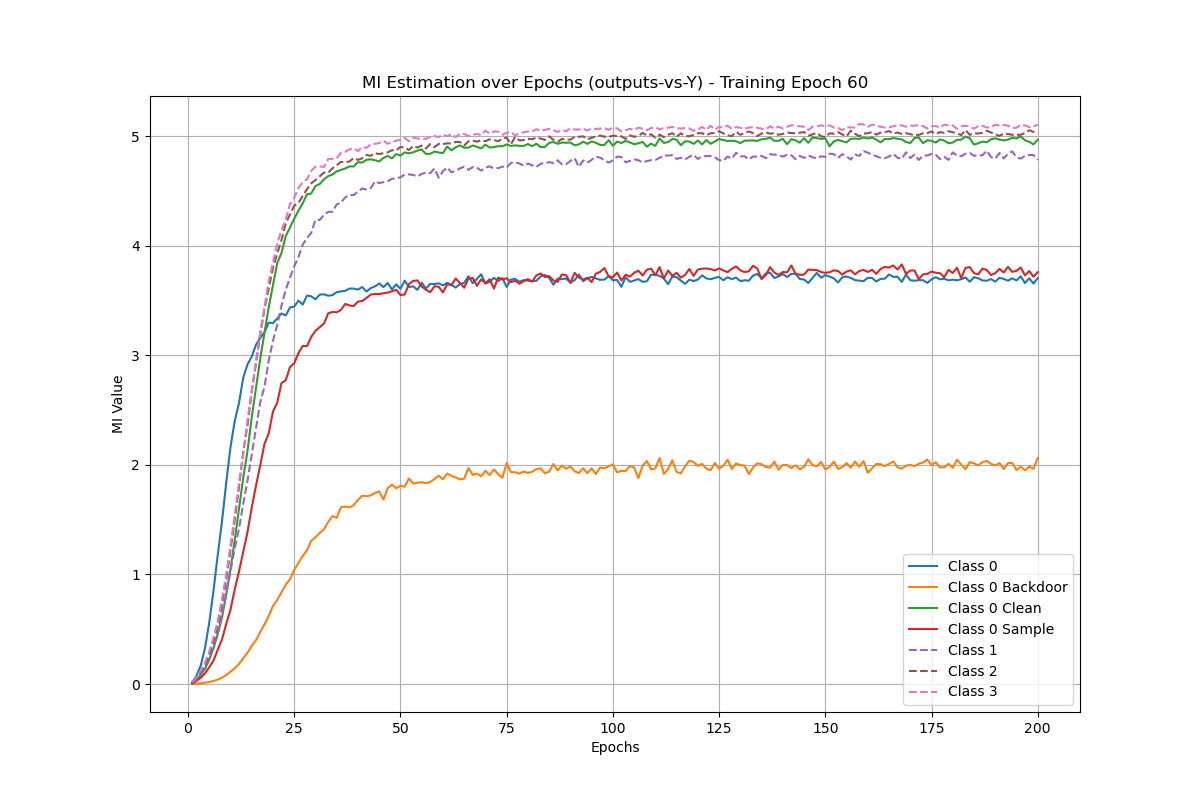 MI Estimation over Epochs (outputs-vs-Y) - Training Epoch 60
MI Value
5
4
3
2
1
0
0 25 50 75 100 125 150 175 200
Epochs
Class 0
Class 0 Backdoor
Class 0 Clean
Class 0 Sample
Class 1
Class 2
Class 3